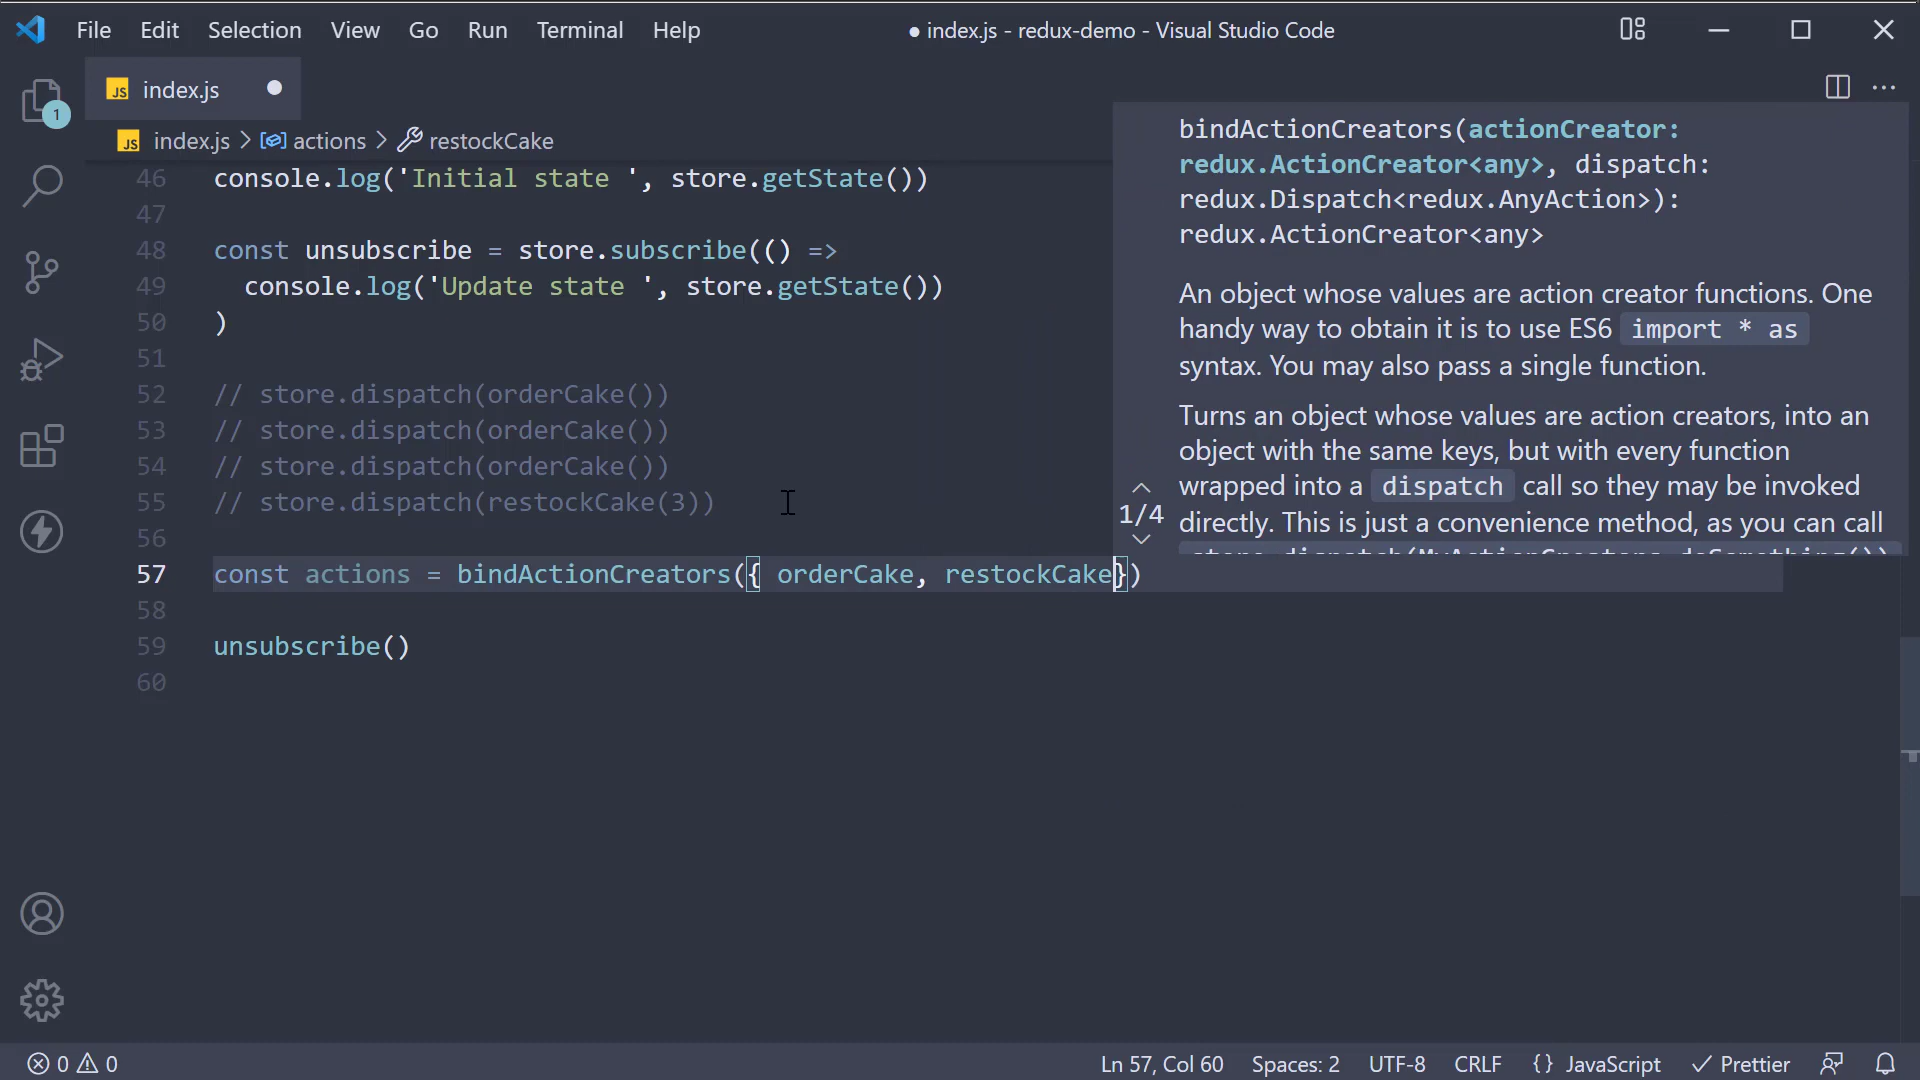 File Edit Selection View Go Run Terminal Help
● index.js - redux-demo - Visual Studio Code
1
JS index.js
JS index.js > actions > restockCake
46 console.log('Initial state ', store.getState())
47
48 const unsubscribe = store.subscribe(() =>
49 console.log('Update state ', store.getState())
50 )
51
52 // store.dispatch(orderCake())
53 // store.dispatch(orderCake())
54 // store.dispatch(orderCake())
55 // store.dispatch(restockCake(3))
56
57 const actions = bindActionCreators({ orderCake, restockCake})
58
59 unsubscribe()
60
bindActionCreators(actionCreator:
redux.ActionCreator<any>, dispatch:
redux.Dispatch<redux.AnyAction>):
redux.ActionCreator<any>
An object whose values are action creator functions. One
handy way to obtain it is to use ES6 import * as
syntax. You may also pass a single function.
Turns an object whose values are action creators, into an
object with the same keys, but with every function
wrapped into a dispatch call so they may be invoked
directly. This is just a convenience method, as you can call
store.dispatch(MyActionCreators.doSomething())
1/4
0 0
Ln 57, Col 60 Spaces: 2 UTF-8 CRLF {} JavaScript ✓ Prettier